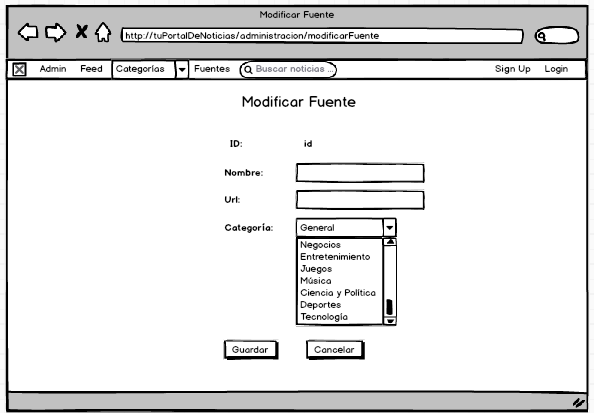 Modificar Fuente
http://tuPortalDeNoticias/administracion/modificarFuente
Admin Feed Categorías Fuentes Buscar noticias ... Sign Up Login
Modificar Fuente
ID: id
Nombre:
Url:
Categoría: General
Negocios
Entretenimiento
Juegos
Música
Ciencia y Política
Deportes
Tecnología
Guardar Cancelar